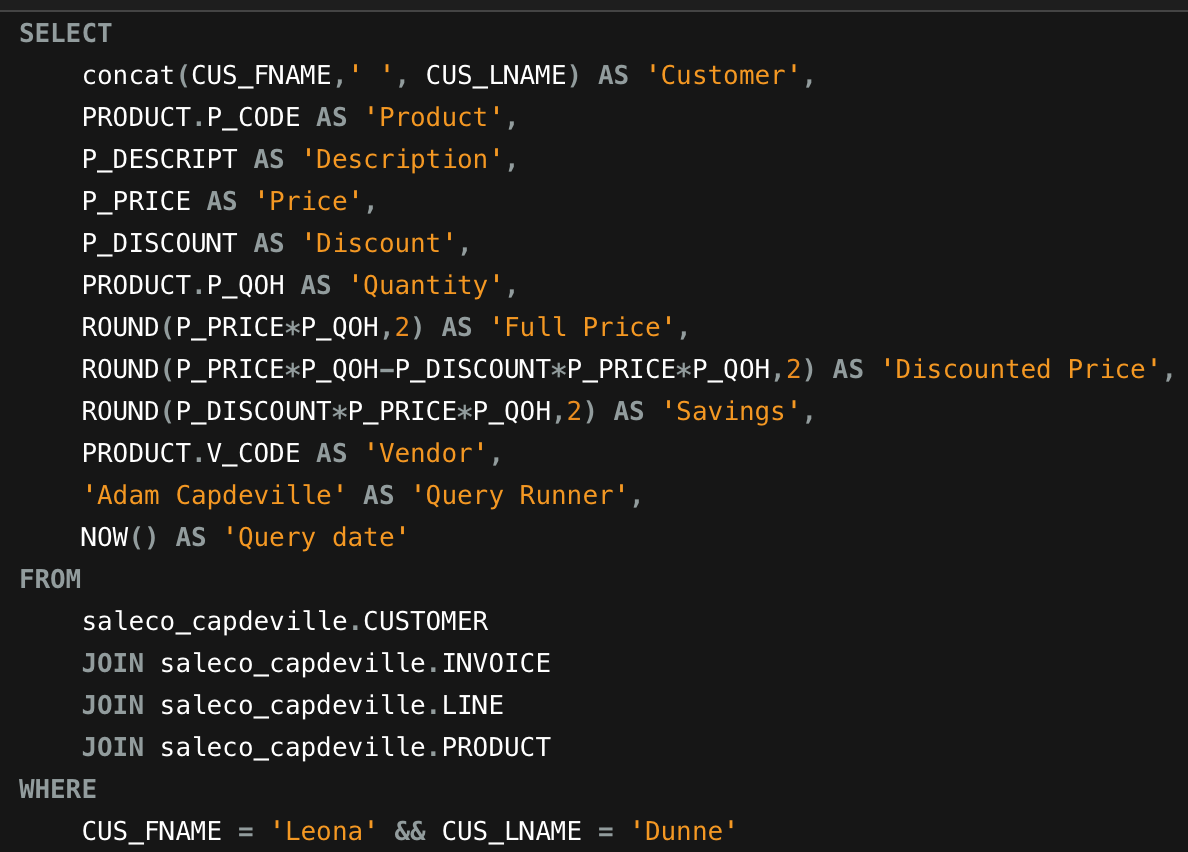 SELECT
    concat(CUS_FNAME,' ', CUS_LNAME) AS 'Customer',
    PRODUCT.P_CODE AS 'Product',
    P_DESCRIPT AS 'Description',
    P_PRICE AS 'Price',
    P_DISCOUNT AS 'Discount',
    PRODUCT.P_QOH AS 'Quantity',
    ROUND(P_PRICE*P_QOH,2) AS 'Full Price',
    ROUND(P_PRICE*P_QOH-P_DISCOUNT*P_PRICE*P_QOH,2) AS 'Discounted Price',
    ROUND(P_DISCOUNT*P_PRICE*P_QOH,2) AS 'Savings',
    PRODUCT.V_CODE AS 'Vendor',
    'Adam Capdeville' AS 'Query Runner',
    NOW() AS 'Query date'
FROM
    saleco_capdeville.CUSTOMER
    JOIN saleco_capdeville.INVOICE
    JOIN saleco_capdeville.LINE
    JOIN saleco_capdeville.PRODUCT
WHERE
    CUS_FNAME = 'Leona' && CUS_LNAME = 'Dunne'